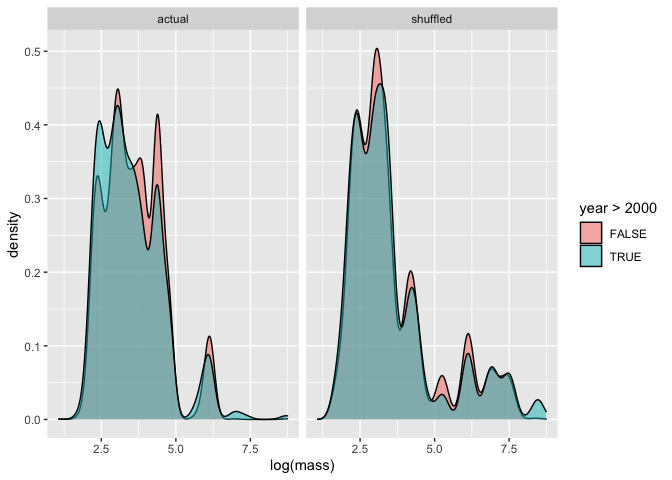 actual shuffled
0.5
0.4
0.3
0.2
0.1
0.0
density
2.5 5.0 7.5 2.5 5.0 7.5
log(mass)
year > 2000
FALSE
TRUE